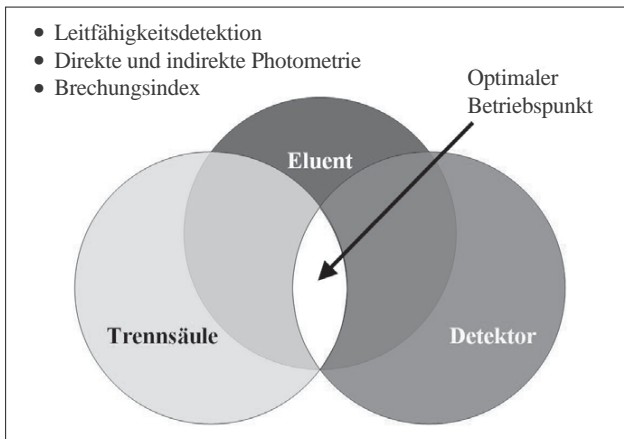 • Leitfähigkeitsdetektion
• Direkte und indirekte Photometrie
• Brechungsindex
Optimaler
Betriebspunkt
Eluent
Trennsäule
Detektor